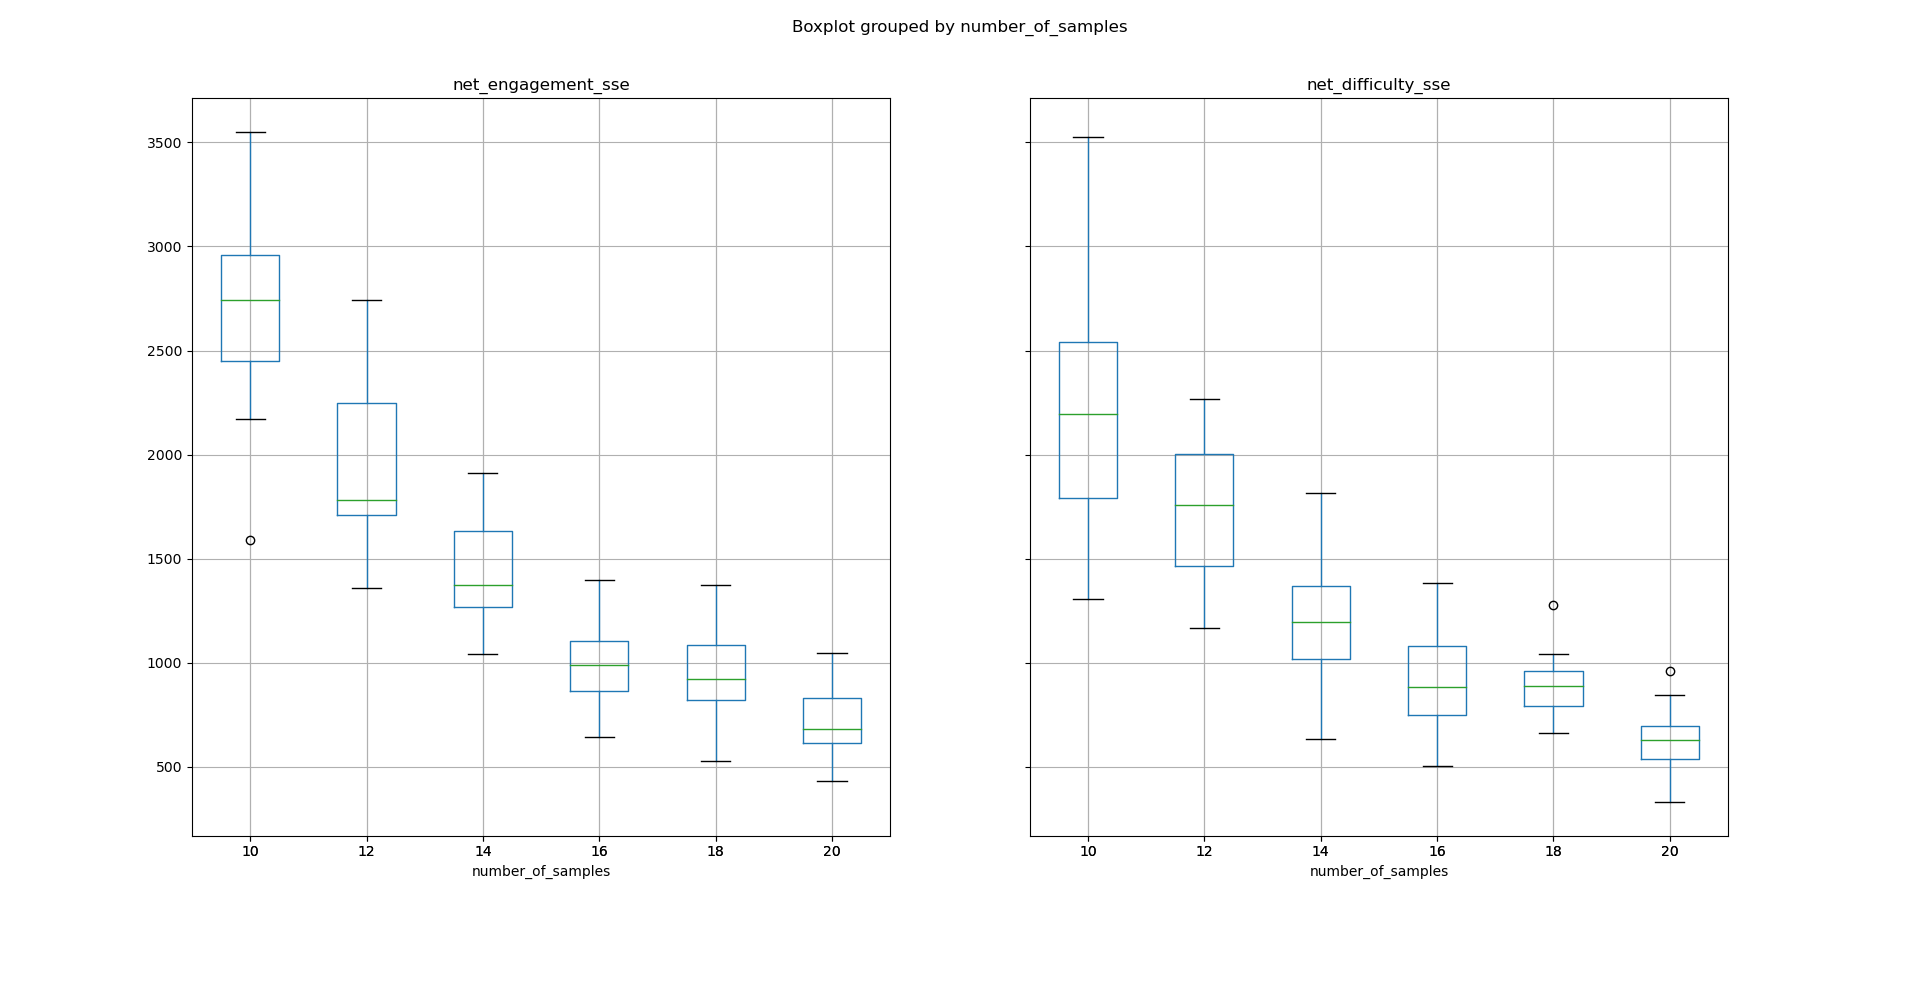 Boxplot grouped by number_of_samples
net_engagement_sse
net_difficulty_sse
3500
3000
2500
2000
1500
1000
500
10 12 14 16 18 20
number_of_samples
10 12 14 16 18 20
number_of_samples